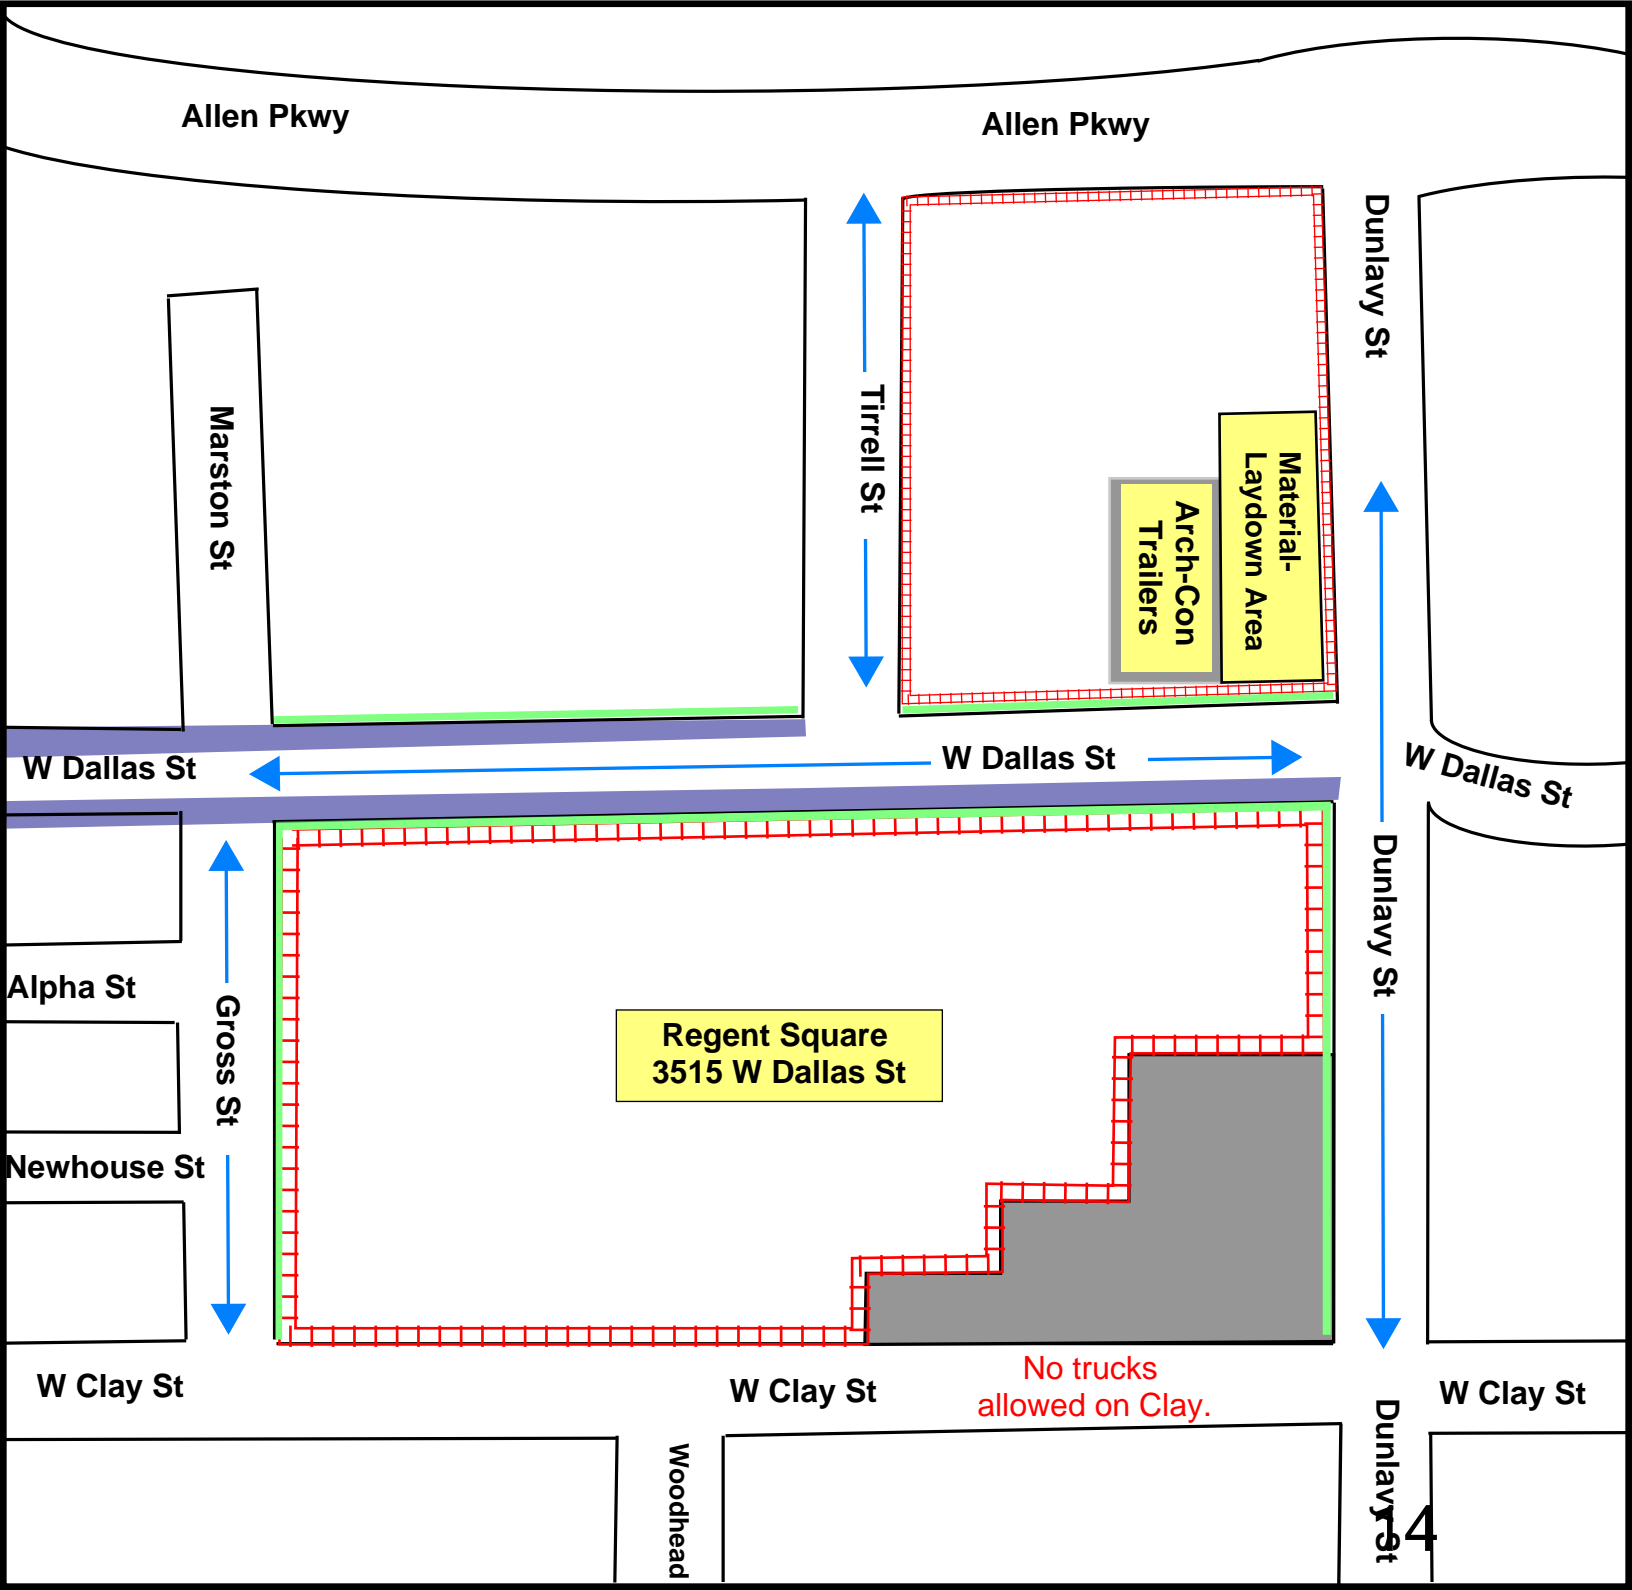 Allen Pkwy
Allen Pkwy
Dunlavy St
Marston St
Tirrell St
Material-
Laydown Area
Arch-Con
Trailers
W Dallas St
W Dallas St
W Dallas St
Dunlavy St
Alpha St
Gross St
Regent Square
3515 W Dallas St
Newhouse St
W Clay St
W Clay St
No trucks
allowed on Clay.
W Clay St
Woodhead
Dunlavy St
14